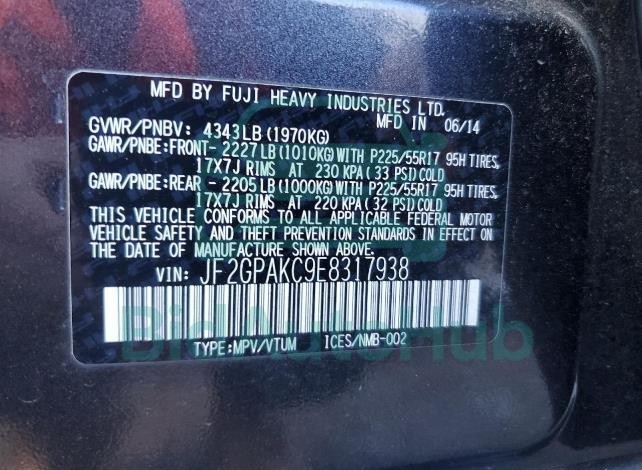 MFD BY FUJI HEAVY INDUSTRIES LTD.
MFD IN 06/14
GVWR/PNBV: 4343LB(1970KG)
GAWR/PNBE:FRONT- 2227LB(1010KG)WITH P225/55R17 95H TIRES,
17X7J RIMS AT 230 KPA(33 PSI)COLD
GAWR/PNBE:REAR - 2205LB(1000KG)WITH P225/55R17 95H TIRES,
17X7J RIMS AT 220 KPA(32 PSI)COLD
THIS VEHICLE CONFORMS TO ALL APPLICABLE FEDERAL MOTOR
VEHICLE SAFETY AND THEFT PREVENTION STANDARDS IN EFFECT ON
THE DATE OF MANUFACTURE SHOWN ABOVE.
VIN: JF2GPAKC9E8317938
TYPE:MPV/VTUM ICES/NMB-002
BidAutoHub